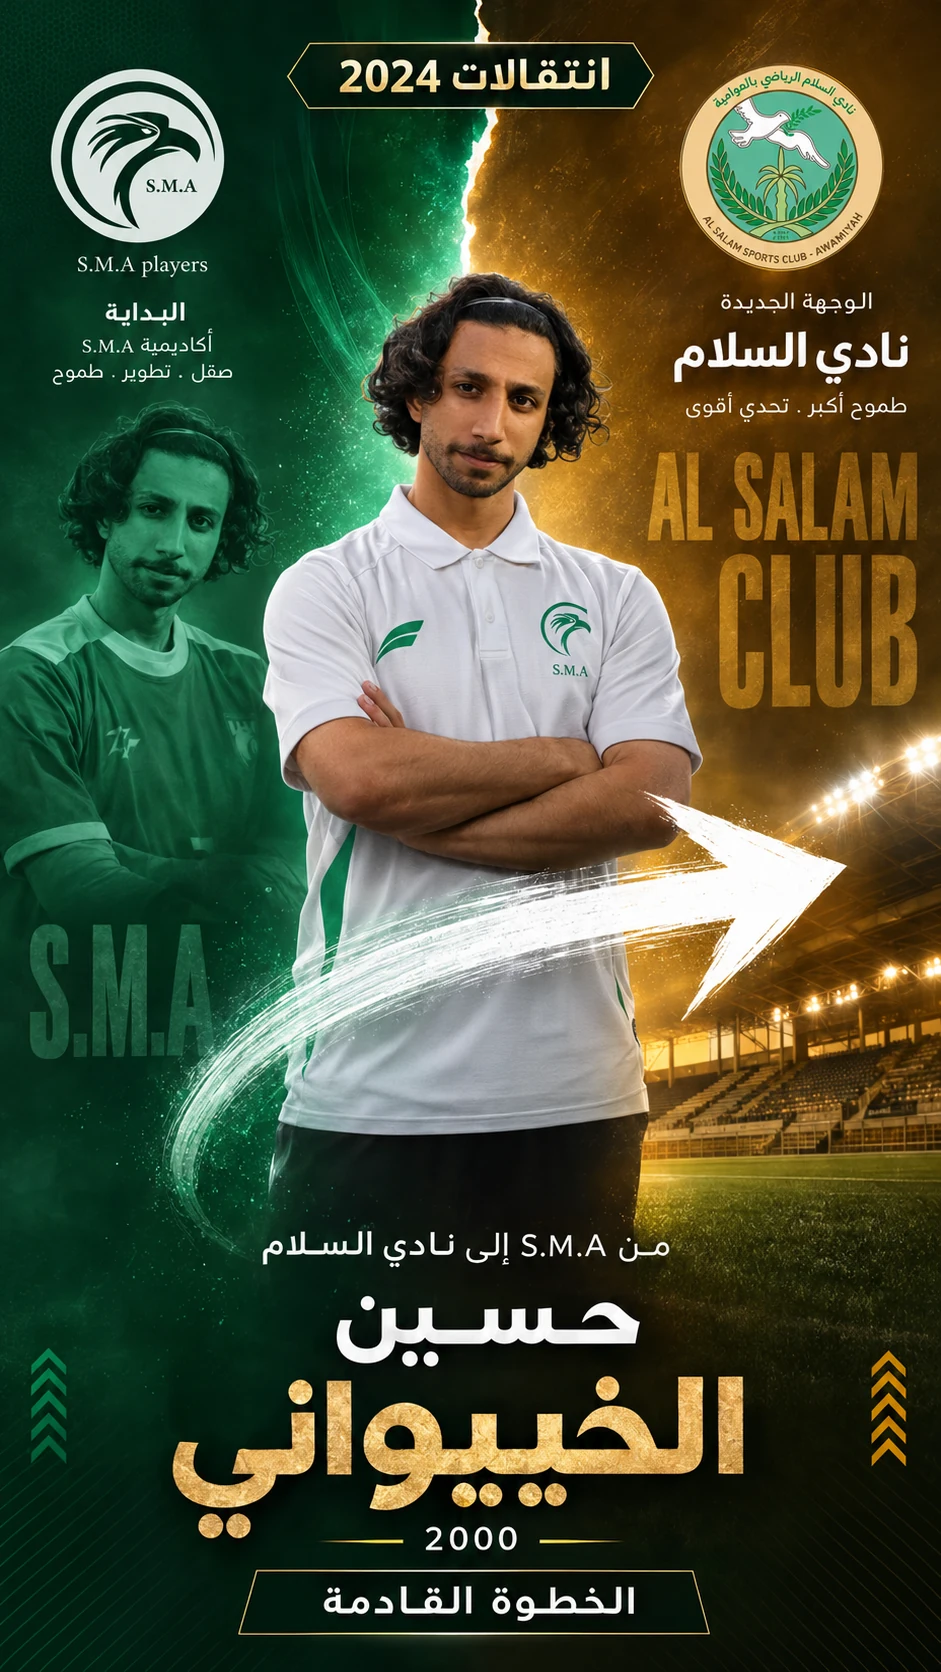 انتقالات 2024
S.M.A
S.M.A players
البداية
أكاديمية S.M.A
صقل . تطوير . طموح
نادي السلام الرياضي بالعوامية
AL SALAM SPORTS CLUB - AWAMIYAH
الوجهة الجديدة
نادي السلام
طموح أكبر . تحدي أقوى
AL SALAM
CLUB
S.M.A
S.M.A
من S.M.A إلى نادي السلام
حسين
الخييواني
2000
الخطوة القادمة